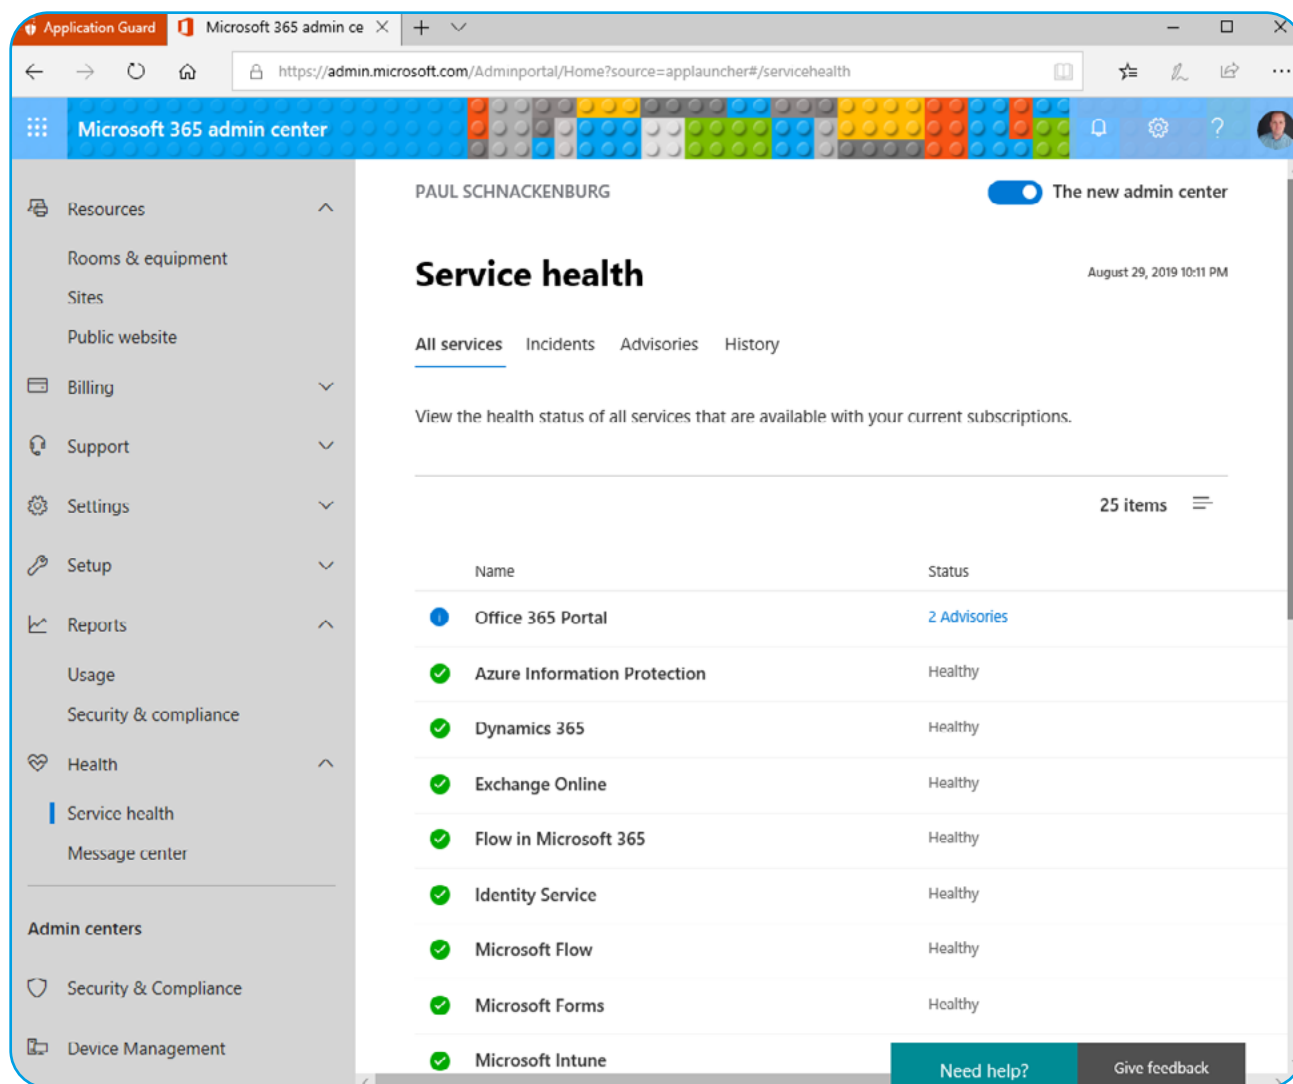 Application Guard
Microsoft 365 admin ce
https://admin.microsoft.com/Adminportal/Home?source=applauncher#/servicehealth
Microsoft 365 admin center
?
PAUL SCHNACKENBURG
The new admin center
Resources
Rooms & equipment
Sites
Public website
Billing
Support
Settings
Setup
Reports
Usage
Security & compliance
Health
Service health
Message center
Admin centers
Security & Compliance
Device Management
Service health
August 29, 2019 10:11 PM
All services Incidents Advisories History
View the health status of all services that are available with your current subscriptions.
25 items
Name Status
Office 365 Portal 2 Advisories
Azure Information Protection Healthy
Dynamics 365 Healthy
Exchange Online Healthy
Flow in Microsoft 365 Healthy
Identity Service Healthy
Microsoft Flow Healthy
Microsoft Forms Healthy
Microsoft Intune
Need help? Give feedback